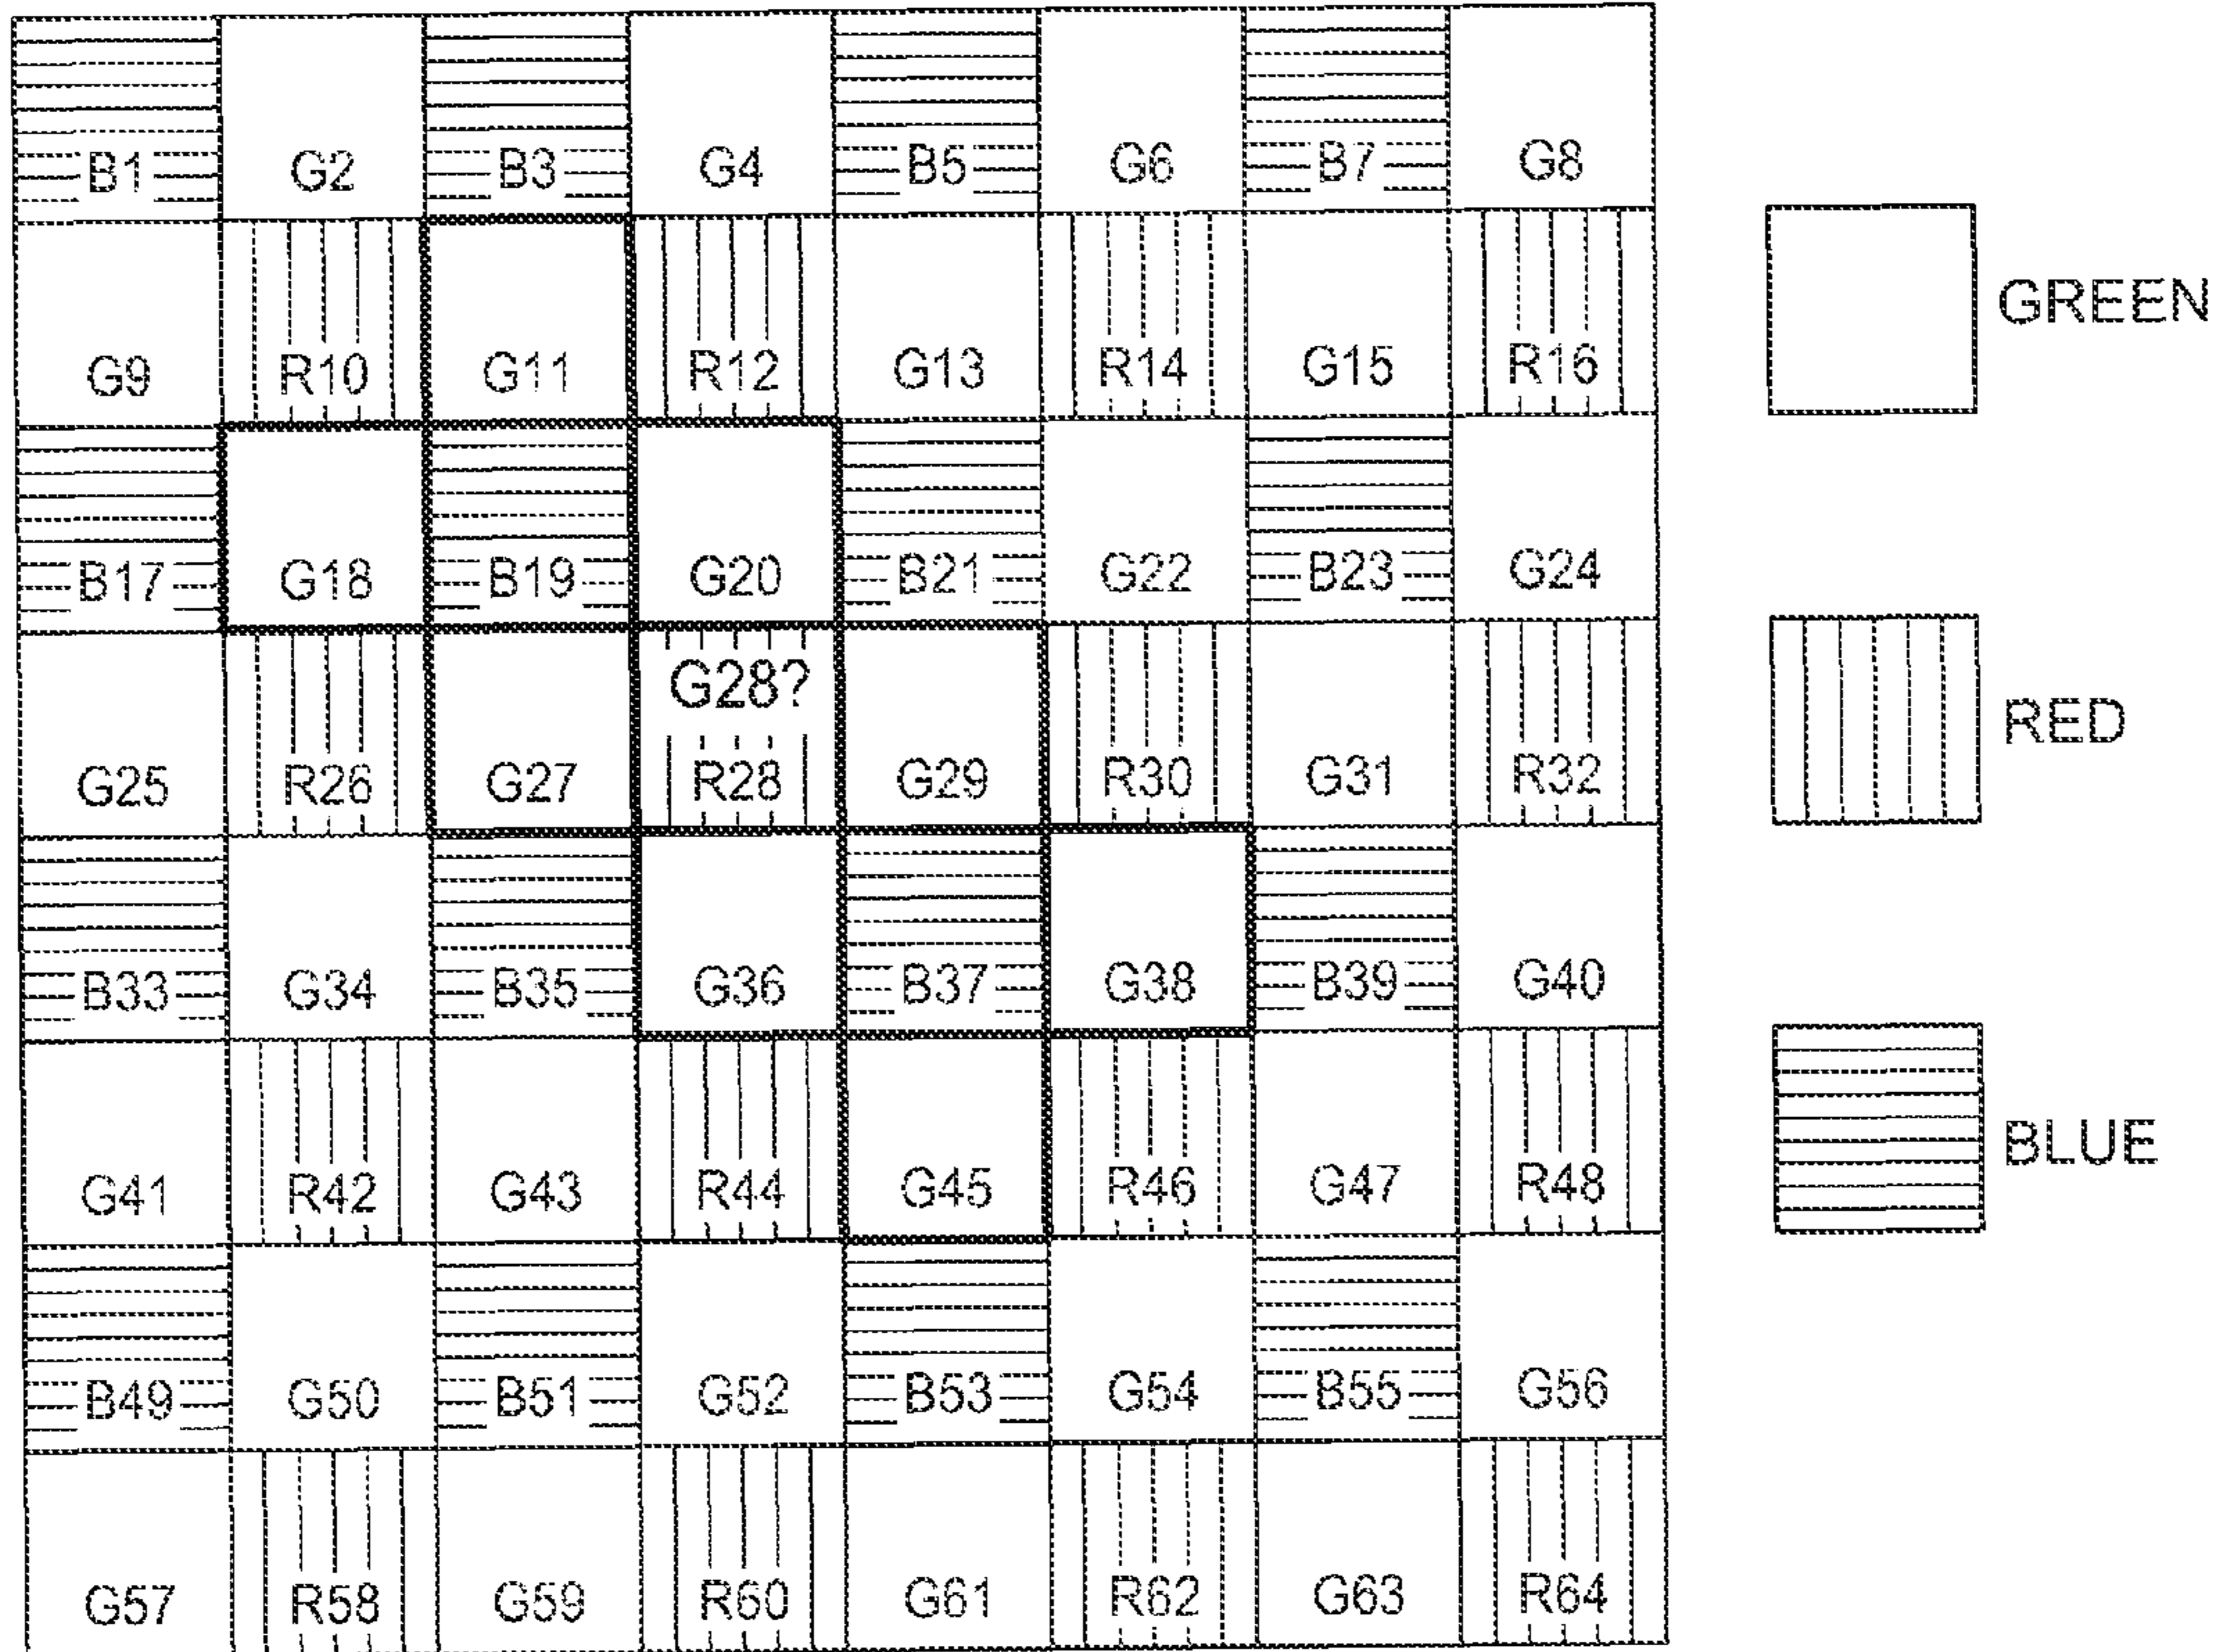 B1 G2 B3 G4 B5 G6 B7 G8
G9 R10 G11 R12 G13 R14 G15 R16
GREEN
B17 G18 B19 G20 B21 G22 B23 G24
G28?
G25 R26 G27 R28 G29 R30 G31 R32
RED
B33 G34 B35 G36 B37 G38 B39 G40
G41 R42 G43 R44 G45 R46 G47 R48
BLUE
B49 G50 B51 G52 B53 G54 B55 G56
G57 R58 G59 R60 G61 R62 G63 R64